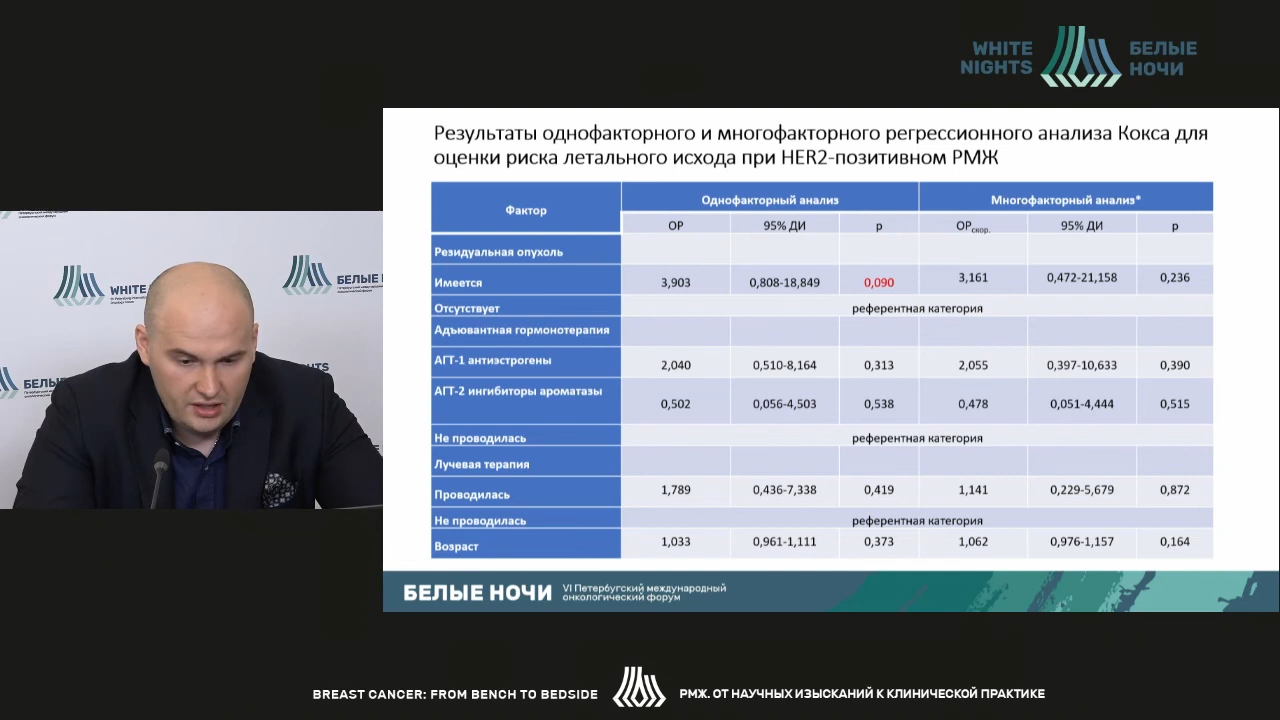 WHITE NIGHTS
БЕЛЫЕ НОЧИ
Результаты однофакторного и многофакторного регрессионного анализа Кокса для
оценки риска летального исхода при HER2-позитивном РМЖ
Фактор
Однофакторный анализ
Многофакторный анализ*
ОР
95% ДИ
р
ОРскор.
95% ДИ
р
Резидуальная опухоль
Имеется 3,903 0,808-18,849 0,090 3,161 0,472-21,158 0,236
Отсутствует референтная категория
Адъювантная гормонотерапия
АГТ-1 антиэстрогены 2,040 0,510-8,164 0,313 2,055 0,397-10,633 0,390
АГТ-2 ингибиторы ароматазы 0,502 0,056-4,503 0,538 0,478 0,051-4,444 0,515
Не проводилась референтная категория
Лучевая терапия
Проводилась 1,789 0,436-7,338 0,419 1,141 0,229-5,679 0,872
Не проводилась референтная категория
Возраст 1,033 0,961-1,111 0,373 1,062 0,976-1,157 0,164
БЕЛЫЕ НОЧИ
VI Петербугский международный
онкологический форум
BREAST CANCER: FROM BENCH TO BEDSIDE
РМЖ. ОТ НАУЧНЫХ ИЗЫСКАНИЙ К КЛИНИЧЕСКОЙ ПРАКТИКЕ